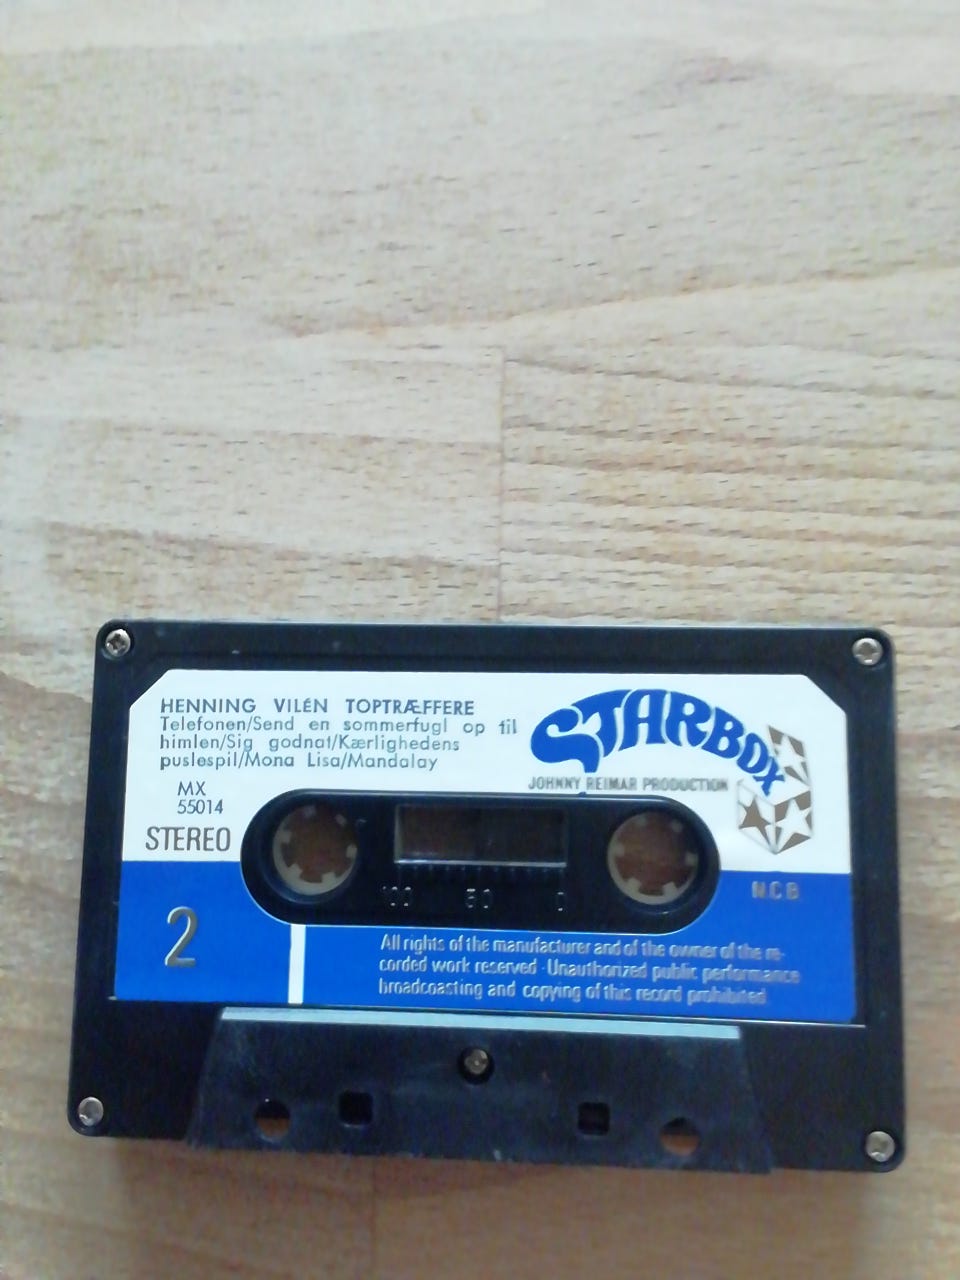 HENNING VILÉN TOPTRÆFFERE
Telefonen/Send en sommerfugl op til
himlen/Sig godnat/Kærlighedens
puslespil/Mona Lisa/Mandalay
STARBOX
JOHNNY REIMAR PRODUCTION
MX
55014
STEREO
N.C.B.
100 50 0
2
All rights of the manufacturer and of the owner of the re-
corded work reserved · Unauthorized public performance
broadcoasting and copying of this record prohibited